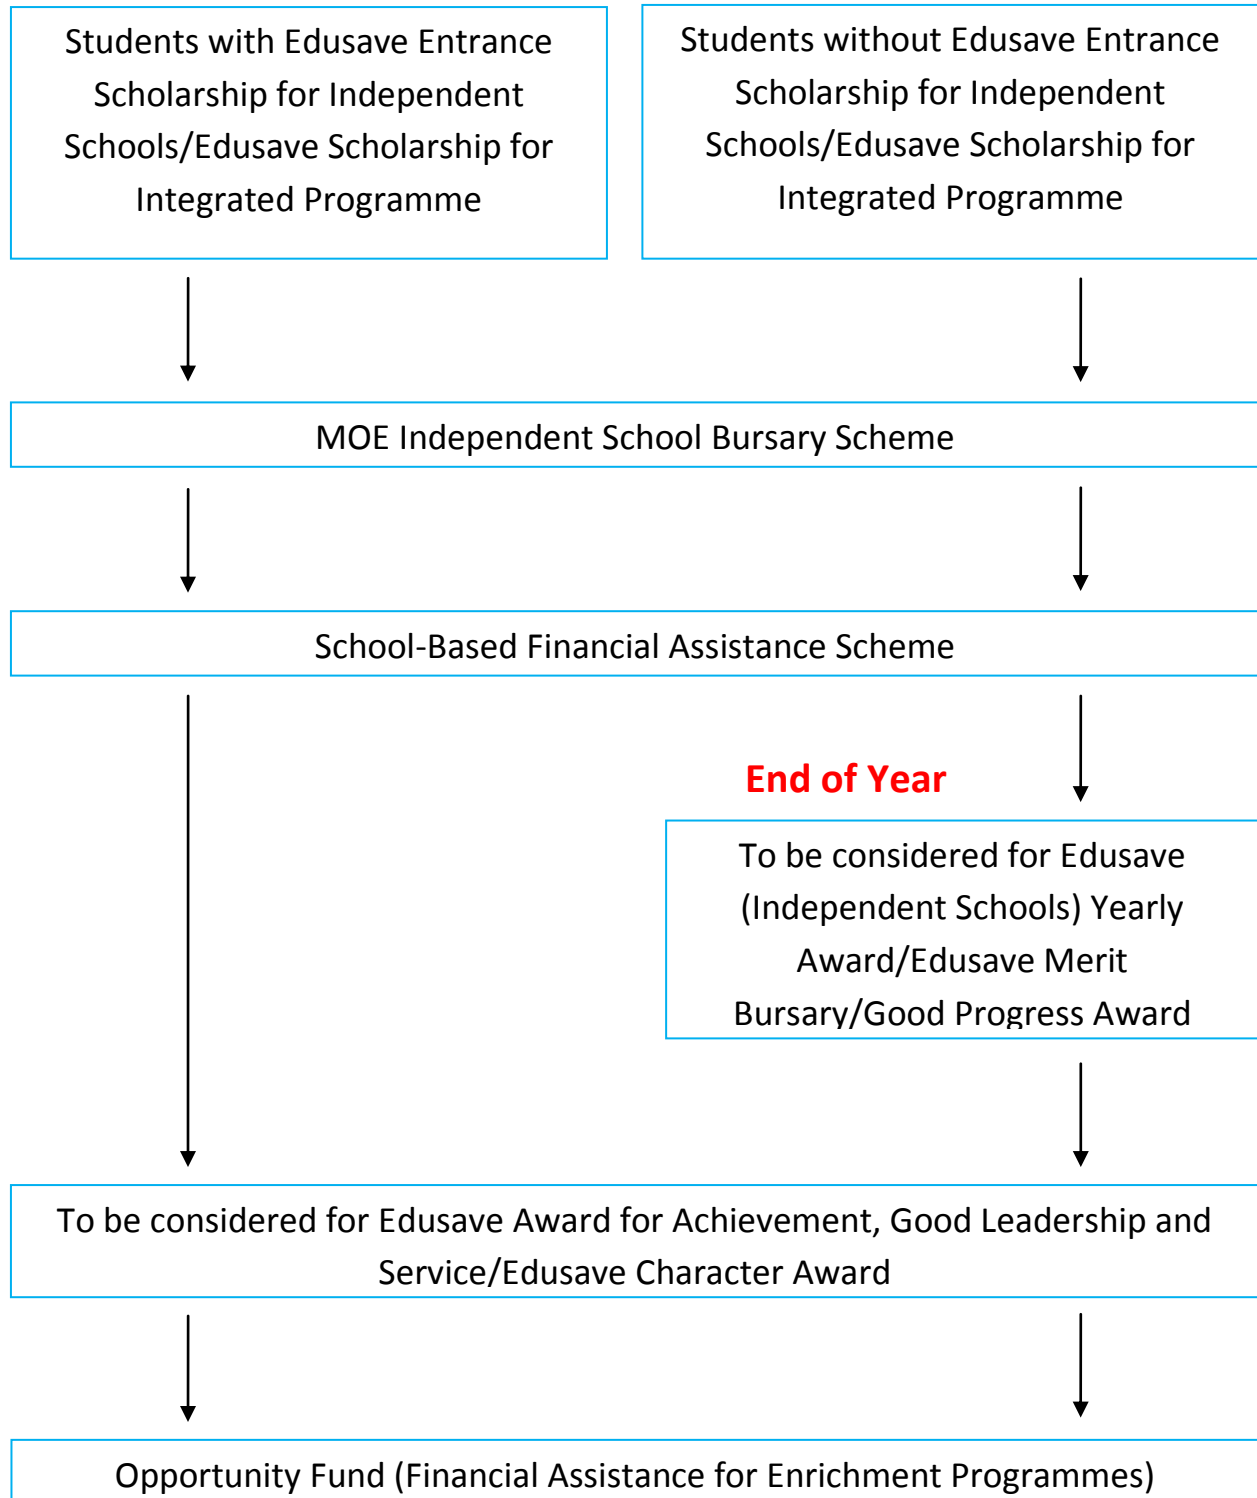 Students with Edusave Entrance
Scholarship for Independent
Schools/Edusave Scholarship for
Integrated Programme
Students without Edusave Entrance
Scholarship for Independent
Schools/Edusave Scholarship for
Integrated Programme
MOE Independent School Bursary Scheme
School-Based Financial Assistance Scheme
End of Year
To be considered for Edusave
(Independent Schools) Yearly
Award/Edusave Merit
Bursary/Good Progress Award
To be considered for Edusave Award for Achievement, Good Leadership and
Service/Edusave Character Award
Opportunity Fund (Financial Assistance for Enrichment Programmes)